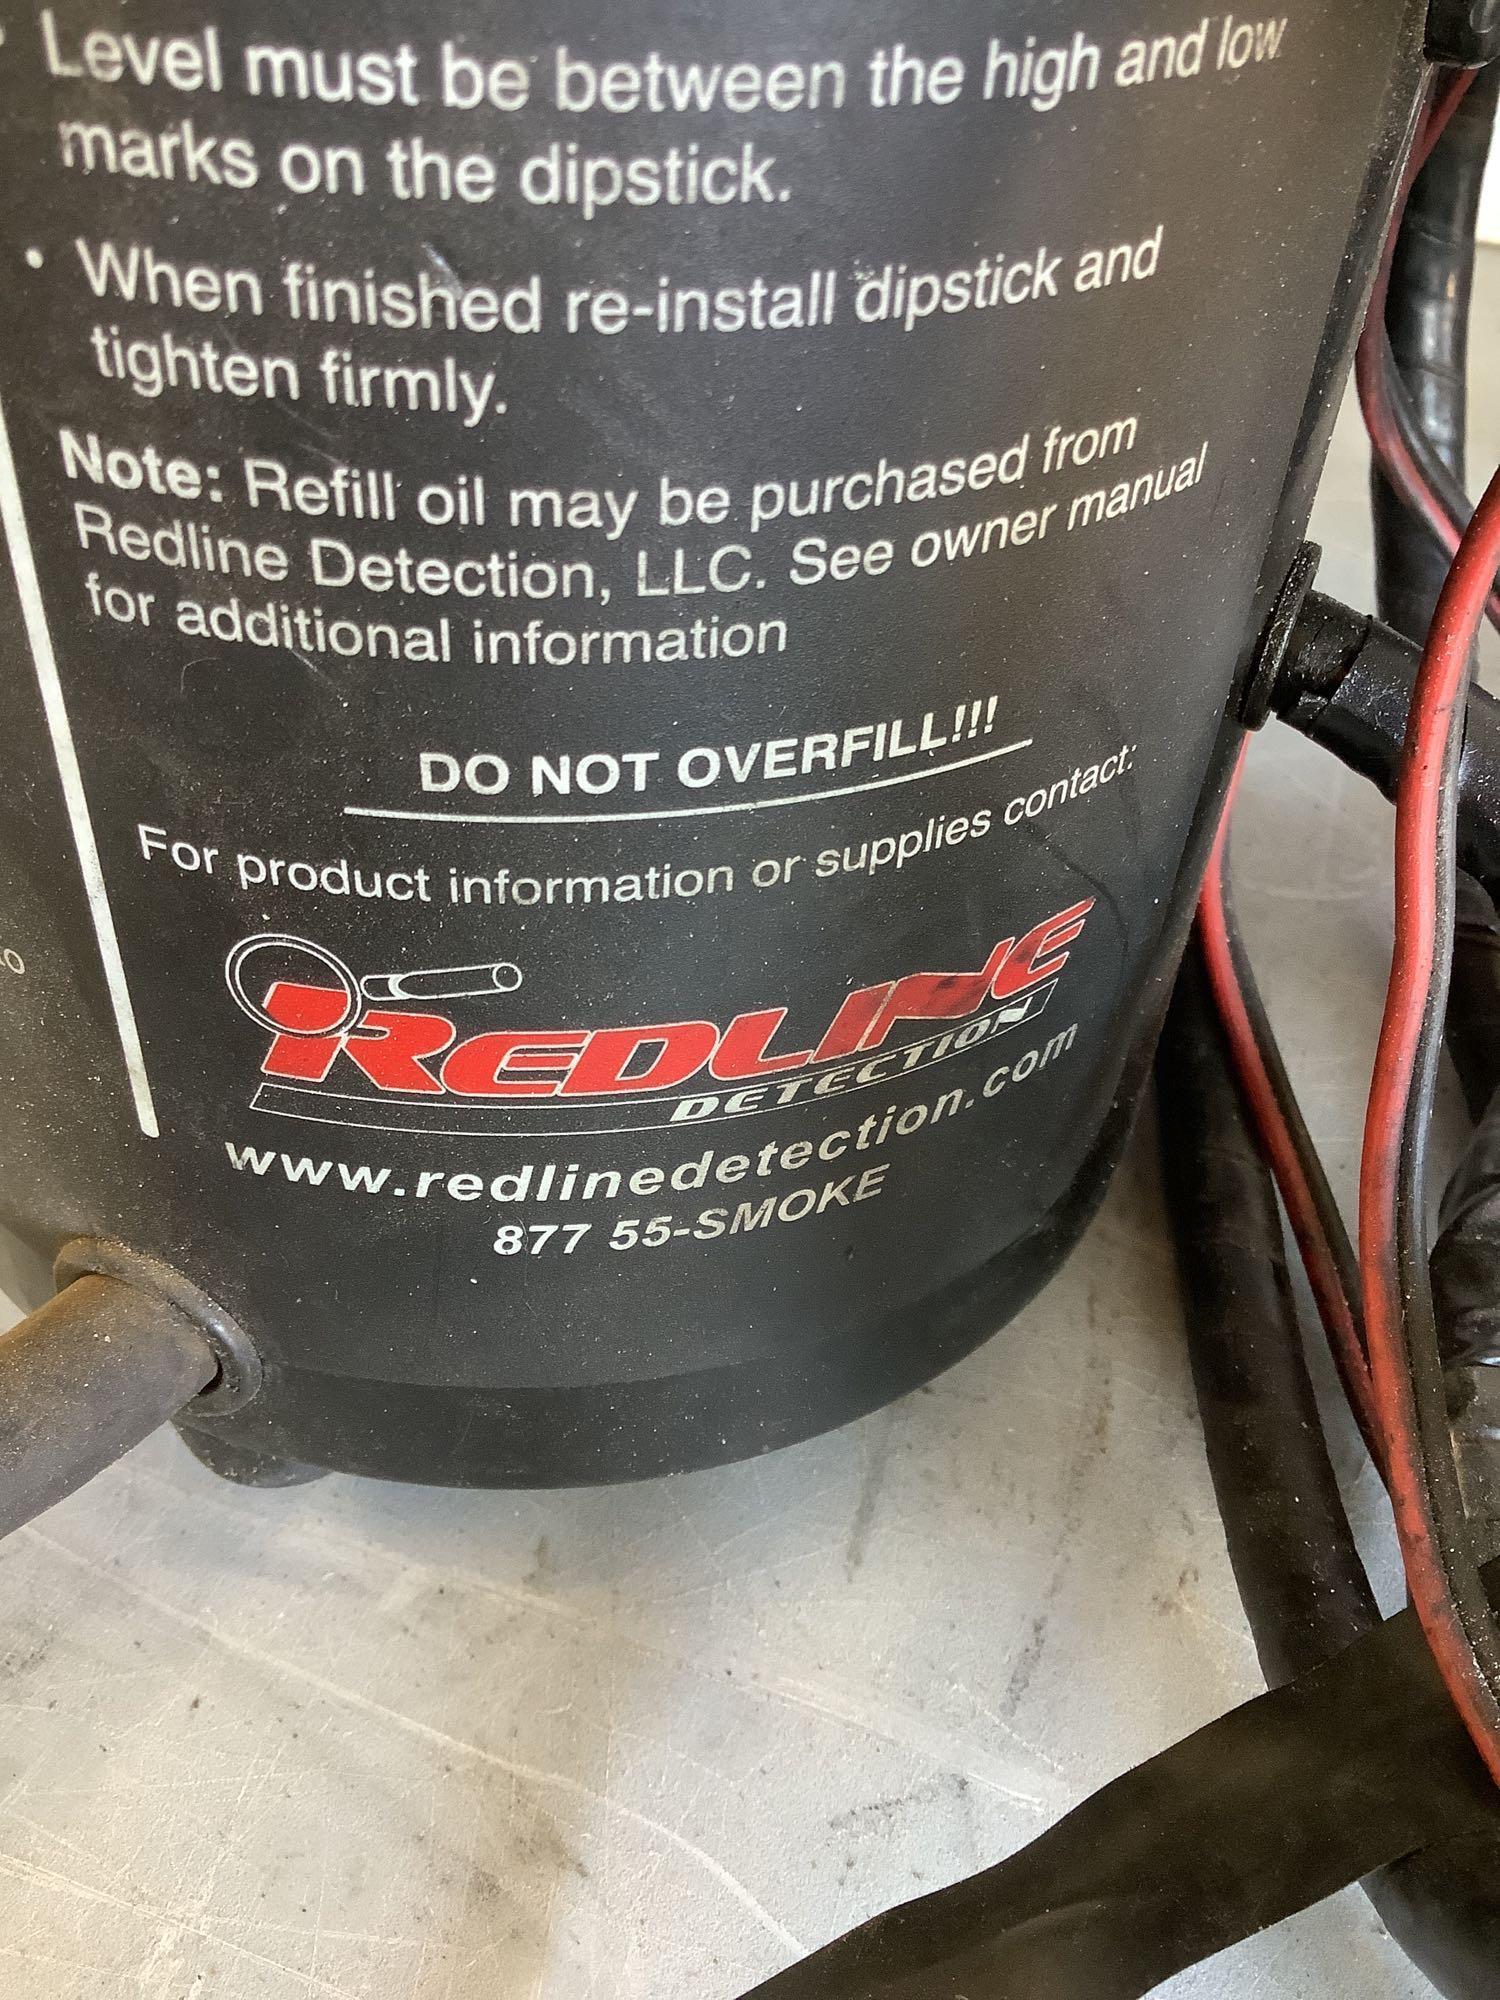 Level must be between the high and low
marks on the dipstick.
• When finished re-install dipstick and
tighten firmly.
Note: Refill oil may be purchased from
Redline Detection, LLC. See owner manual
for additional information
DO NOT OVERFILL!!!
For product information or supplies contact:
REDLINE
DETECTION
www.redlinedetection.com
877 55-SMOKE